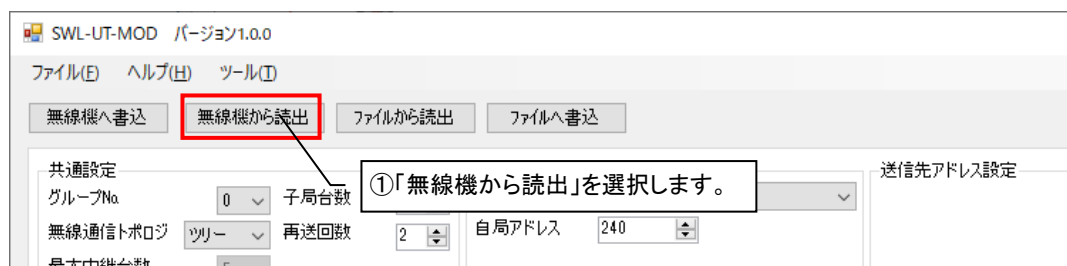 SWL-UT-MOD バージョン1.0.0
ファイル(F) ヘルプ(H) ツール(T)
無線機へ書込 無線機から読出 ファイルから読出 ファイルへ書込
共通設定
グループNo.
0
子局台数
無線通信トポロジ
ツリー
再送回数
2
①「無線機から読出」を選択します。
自局アドレス
240
送信先アドレス設定